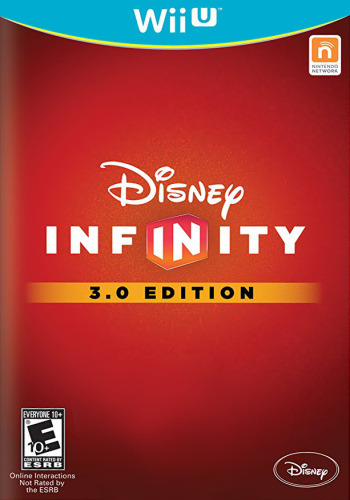 Wii U
NINTENDO
NETWORK
Disney
INFINITY
3.0 EDITION
EVERYONE 10+
E
10+
CONTENT RATED BY
ESRB
Online Interactions
Not Rated by
the ESRB
Disney